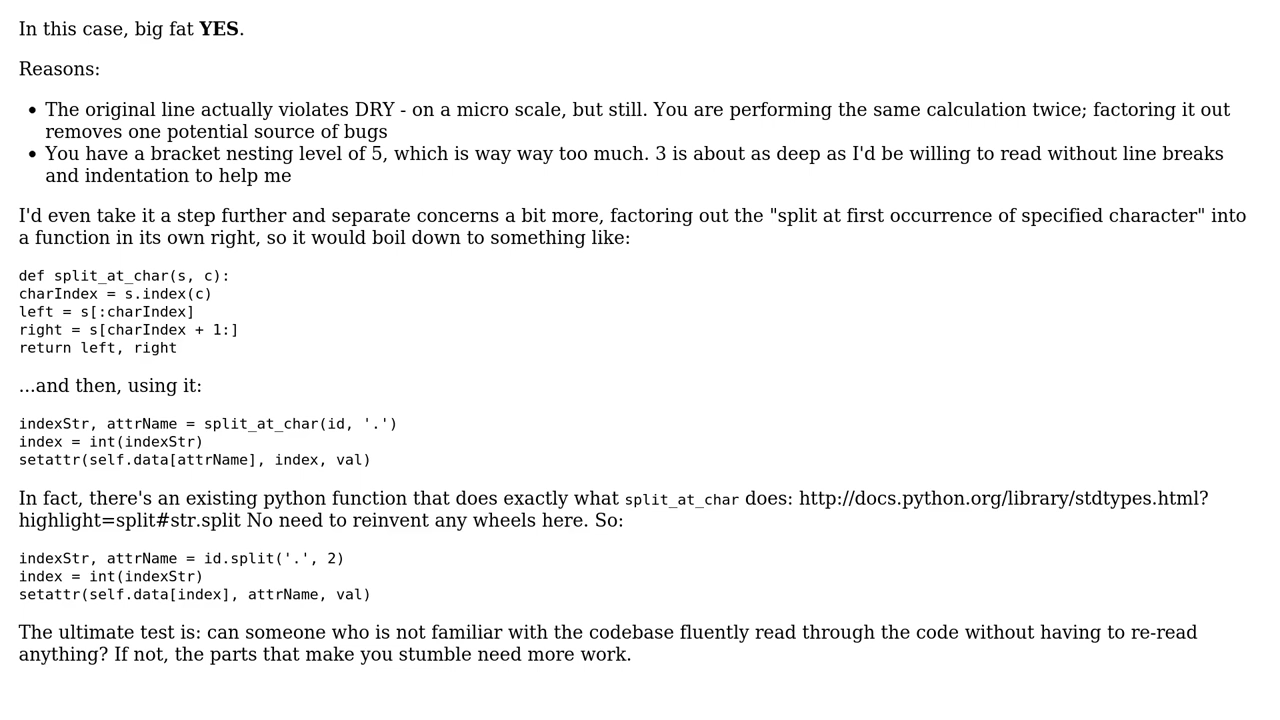 In this case, big fat YES.
Reasons:
• The original line actually violates DRY - on a micro scale, but still. You are performing the same calculation twice; factoring it out
removes one potential source of bugs
• You have a bracket nesting level of 5, which is way way too much. 3 is about as deep as I'd be willing to read without line breaks
and indentation to help me
I'd even take it a step further and separate concerns a bit more, factoring out the "split at first occurrence of specified character" into
a function in its own right, so it would boil down to something like:
def split_at_char(s, c):
charIndex = s.index(c)
left = s[:charIndex]
right = s[charIndex + 1:]
return left, right
...and then, using it:
indexStr, attrName = split_at_char(id, '.')
index = int(indexStr)
setattr(self.data[attrName], index, val)
In fact, there's an existing python function that does exactly what split_at_char does: http://docs.python.org/library/stdtypes.html?
highlight=split#str.split No need to reinvent any wheels here. So:
indexStr, attrName = id.split('.', 2)
index = int(indexStr)
setattr(self.data[index], attrName, val)
The ultimate test is: can someone who is not familiar with the codebase fluently read through the code without having to re-read
anything? If not, the parts that make you stumble need more work.